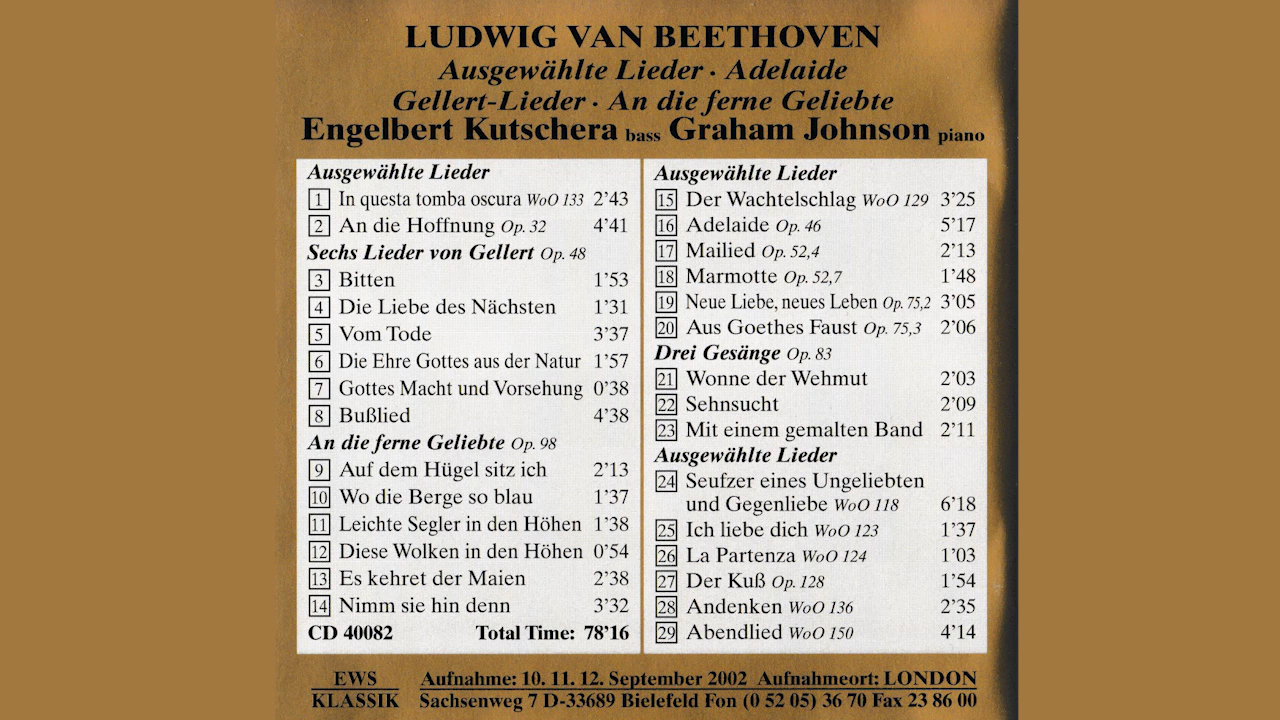 LUDWIG VAN BEETHOVEN
Ausgewählte Lieder · Adelaide
Gellert-Lieder · An die ferne Geliebte
Engelbert Kutschera bass Graham Johnson piano
Ausgewählte Lieder
1 In questa tomba oscura WoO 133 2’43
2 An die Hoffnung Op. 32 4’41
Sechs Lieder von Gellert Op. 48
3 Bitten 1’53
4 Die Liebe des Nächsten 1’31
5 Vom Tode 3’37
6 Die Ehre Gottes aus der Natur 1’57
7 Gottes Macht und Vorsehung 0’38
8 Bußlied 4’38
An die ferne Geliebte Op. 98
9 Auf dem Hügel sitz ich 2’13
10 Wo die Berge so blau 1’37
11 Leichte Segler in den Höhen 1’38
12 Diese Wolken in den Höhen 0’54
13 Es kehret der Maien 2’38
14 Nimm sie hin denn 3’32
CD 40082 Total Time: 78’16
Ausgewählte Lieder
15 Der Wachtelschlag WoO 129 3’25
16 Adelaide Op. 46 5’17
17 Mailied Op. 52,4 2’13
18 Marmotte Op. 52,7 1’48
19 Neue Liebe, neues Leben Op. 75,2 3’05
20 Aus Goethes Faust Op. 75,3 2’06
Drei Gesänge Op. 83
21 Wonne der Wehmut 2’03
22 Sehnsucht 2’09
23 Mit einem gemalten Band 2’11
Ausgewählte Lieder
24 Seufzer eines Ungeliebten
und Gegenliebe WoO 118 6’18
25 Ich liebe dich WoO 123 1’37
26 La Partenza WoO 124 1’03
27 Der Kuß Op. 128 1’54
28 Andenken WoO 136 2’35
29 Abendlied WoO 150 4’14
EWS
KLASSIK
Aufnahme: 10. 11. 12. September 2002 Aufnahmeort: LONDON
Sachsenweg 7 D-33689 Bielefeld Fon (0 52 05) 36 70 Fax 23 86 00